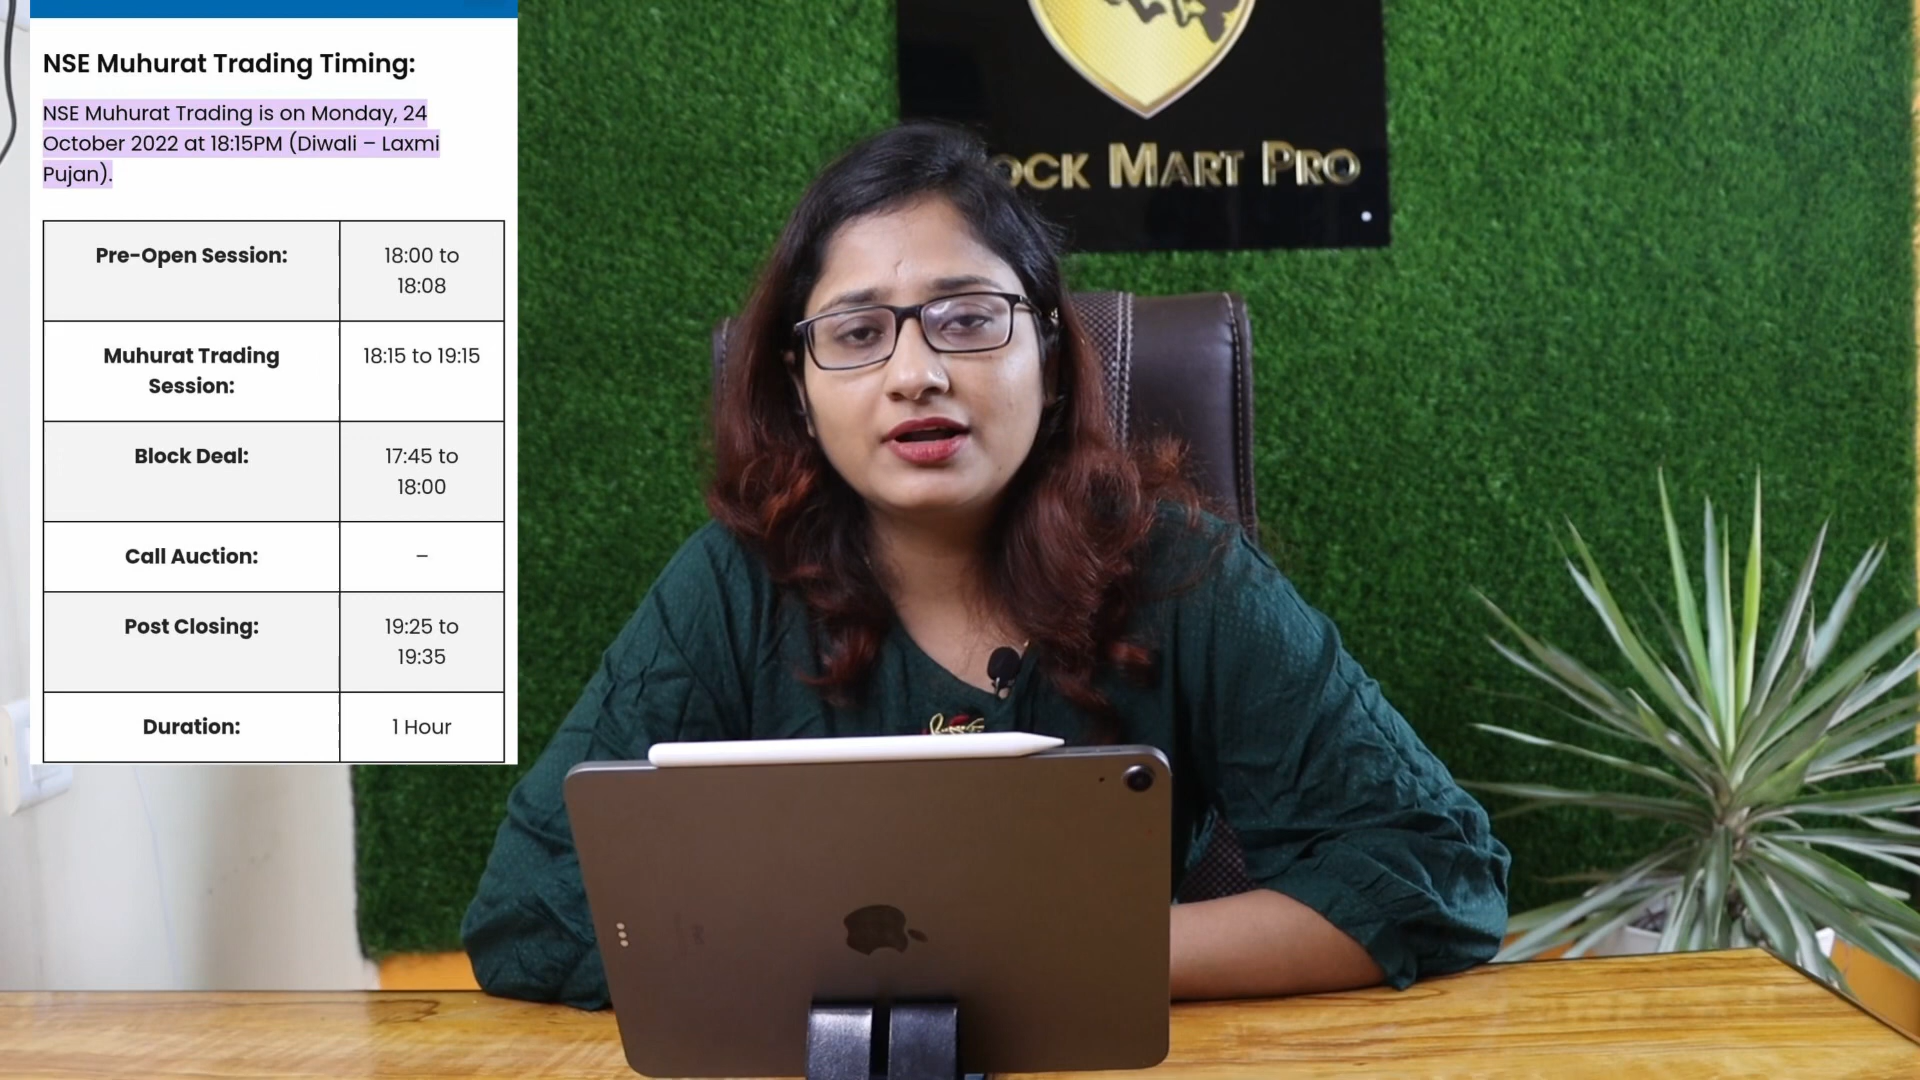 NSE Muhurat Trading Timing:
NSE Muhurat Trading is on Monday, 24
October 2022 at 18:15PM (Diwali – Laxmi
Pujan).
Pre-Open Session:
18:00 to
18:08
Muhurat Trading
Session:
18:15 to 19:15
Block Deal:
17:45 to
18:00
Call Auction:
–
Post Closing:
19:25 to
19:35
Duration:
1 Hour
OCK MART PRO